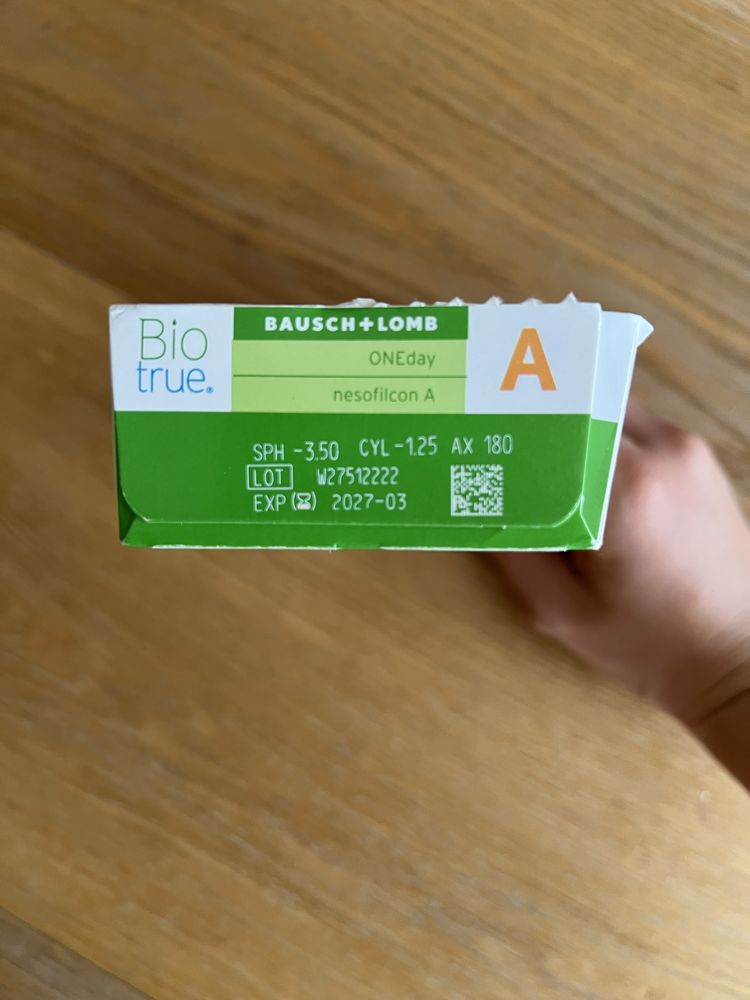 Bio
true®
BAUSCH+LOMB
ONEday
nesofilcon A
A
SPH -3.50 CYL -1.25 AX 180
LOT W27512222
EXP 2027-03